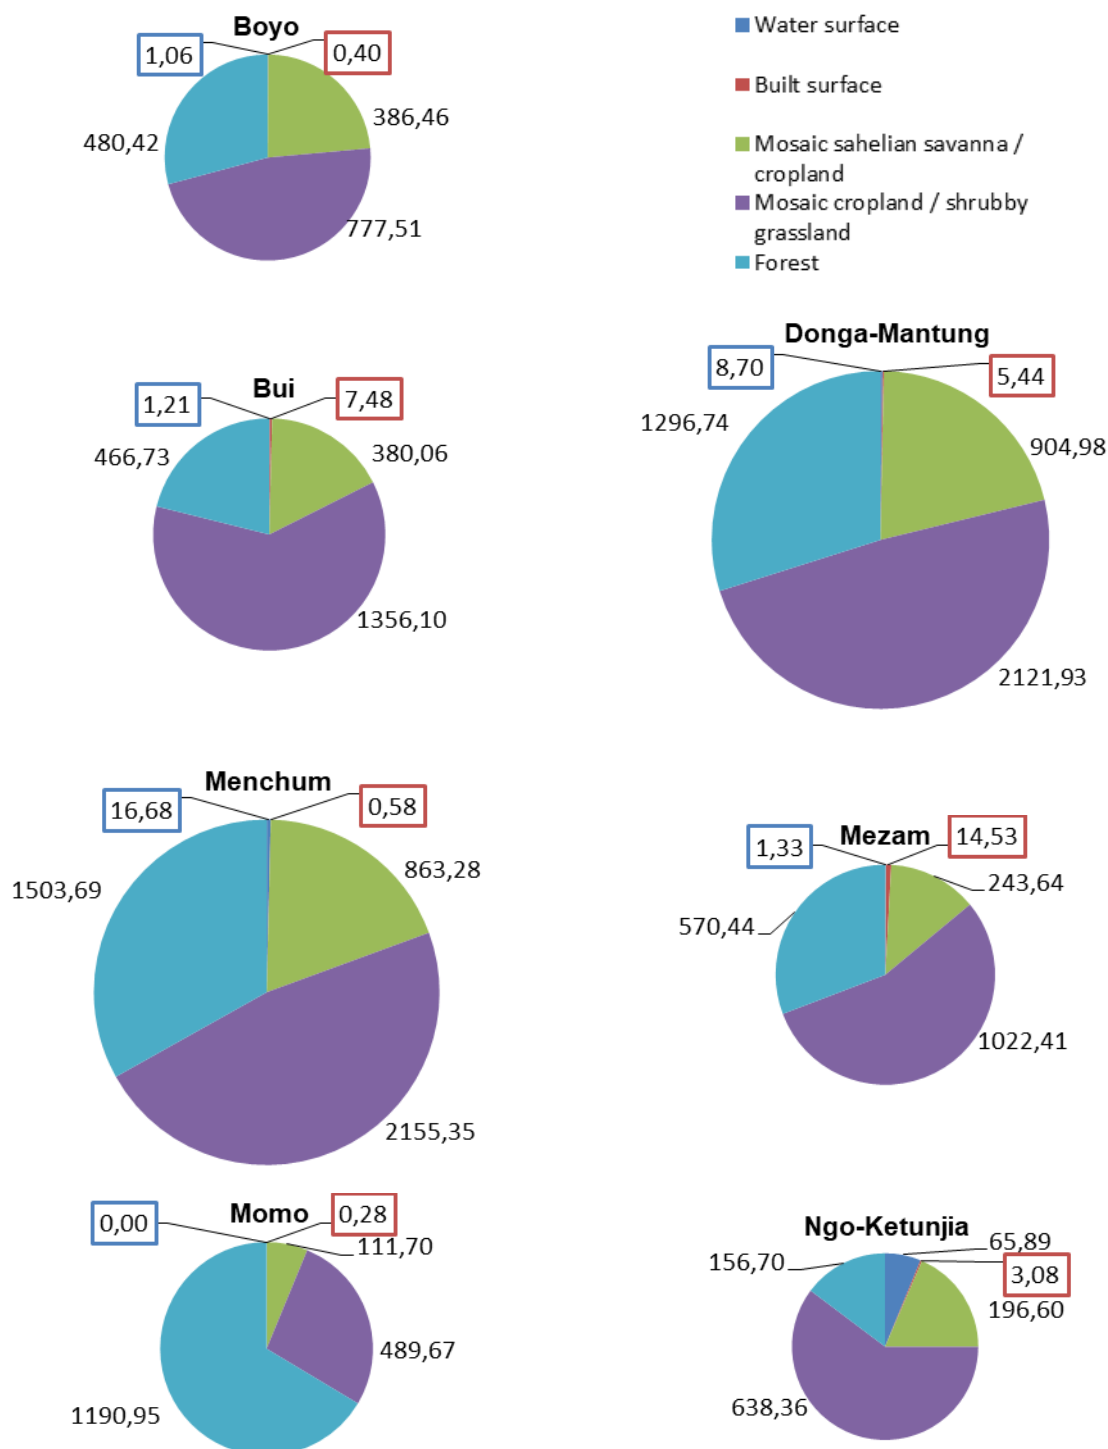 Boyo
1,06
0,40
386,46
480,42
777,51
Water surface
Built surface
Mosaic sahelian savanna /
cropland
Mosaic cropland / shrubby
grassland
Forest
Bui
1,21
7,48
466,73
380,06
1356,10
Donga-Mantung
8,70
5,44
1296,74
904,98
2121,93
Menchum
16,68
0,58
863,28
1503,69
2155,35
Mezam
1,33
14,53
243,64
570,44
1022,41
Momo
0,00
0,28
111,70
489,67
1190,95
Ngo-Ketunjia
65,89
156,70
3,08
196,60
638,36